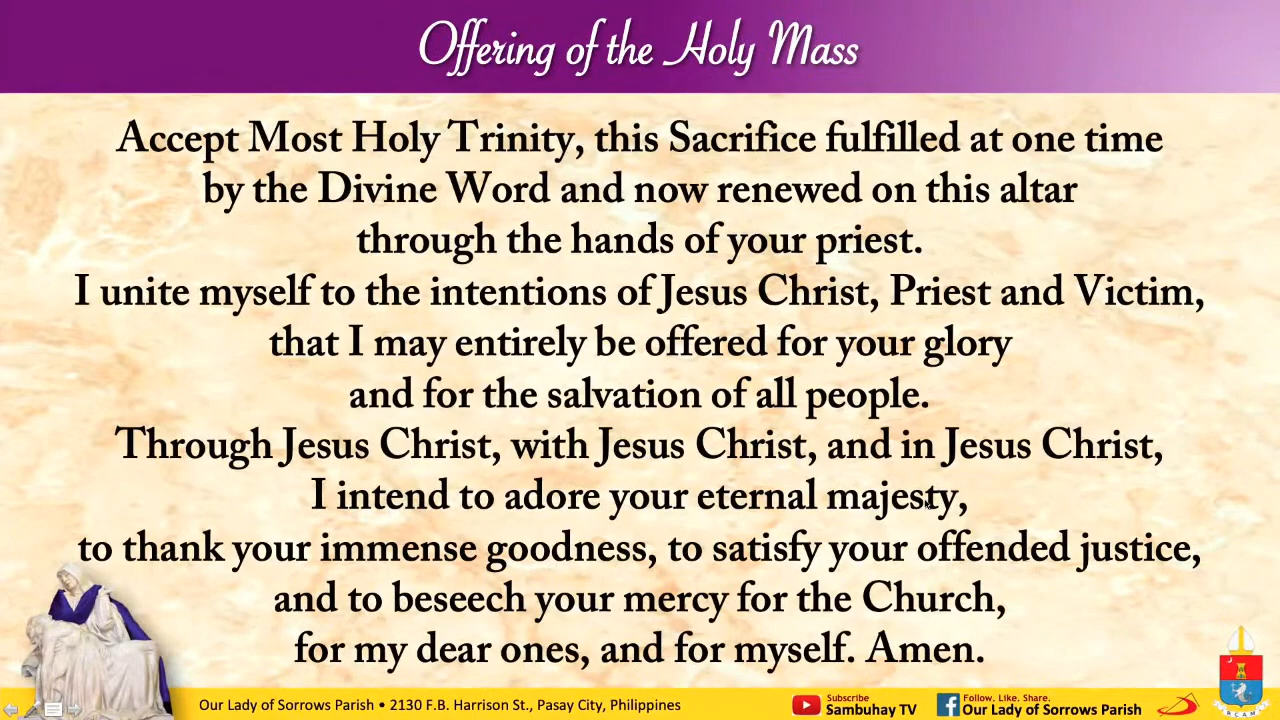 Offering of the Holy Mass
Accept Most Holy Trinity, this Sacrifice fulfilled at one time
by the Divine Word and now renewed on this altar
through the hands of your priest.
I unite myself to the intentions of Jesus Christ, Priest and Victim,
that I may entirely be offered for your glory
and for the salvation of all people.
Through Jesus Christ, with Jesus Christ, and in Jesus Christ,
I intend to adore your eternal majesty,
to thank your immense goodness, to satisfy your offended justice,
and to beseech your mercy for the Church,
for my dear ones, and for myself. Amen.
Our Lady of Sorrows Parish • 2130 F.B. Harrison St., Pasay City, Philippines
Subscribe
Sambuhay TV
Follow. Like. Share.
Our Lady of Sorrows Parish
R C A M